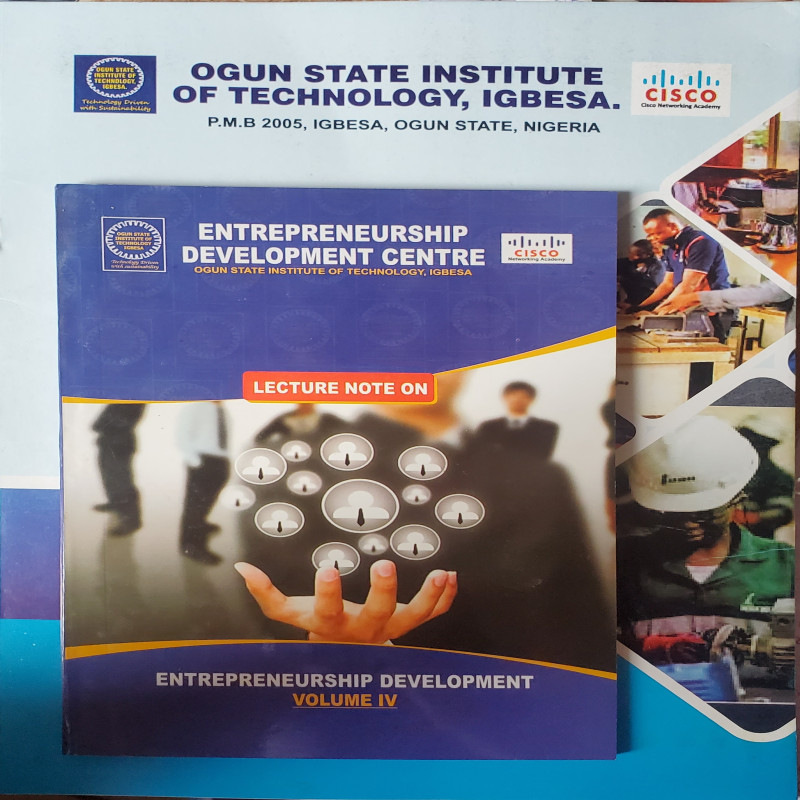 OGUN STATE
INSTITUTE OF
TECHNOLOGY,
IGBESA.
Technology Driven
with Sustainability
OGUN STATE INSTITUTE
OF TECHNOLOGY, IGBESA.
P.M.B 2005, IGBESA, OGUN STATE, NIGERIA
CISCO
Cisco Networking Academy
OGUN STATE
INSTITUTE OF
TECHNOLOGY
IGBESA
Technology Driven
with Sustainability
ENTREPRENEURSHIP
DEVELOPMENT CENTRE
OGUN STATE INSTITUTE OF TECHNOLOGY, IGBESA
CISCO
Networking Academy
LECTURE NOTE ON
ENTREPRENEURSHIP DEVELOPMENT
VOLUME IV